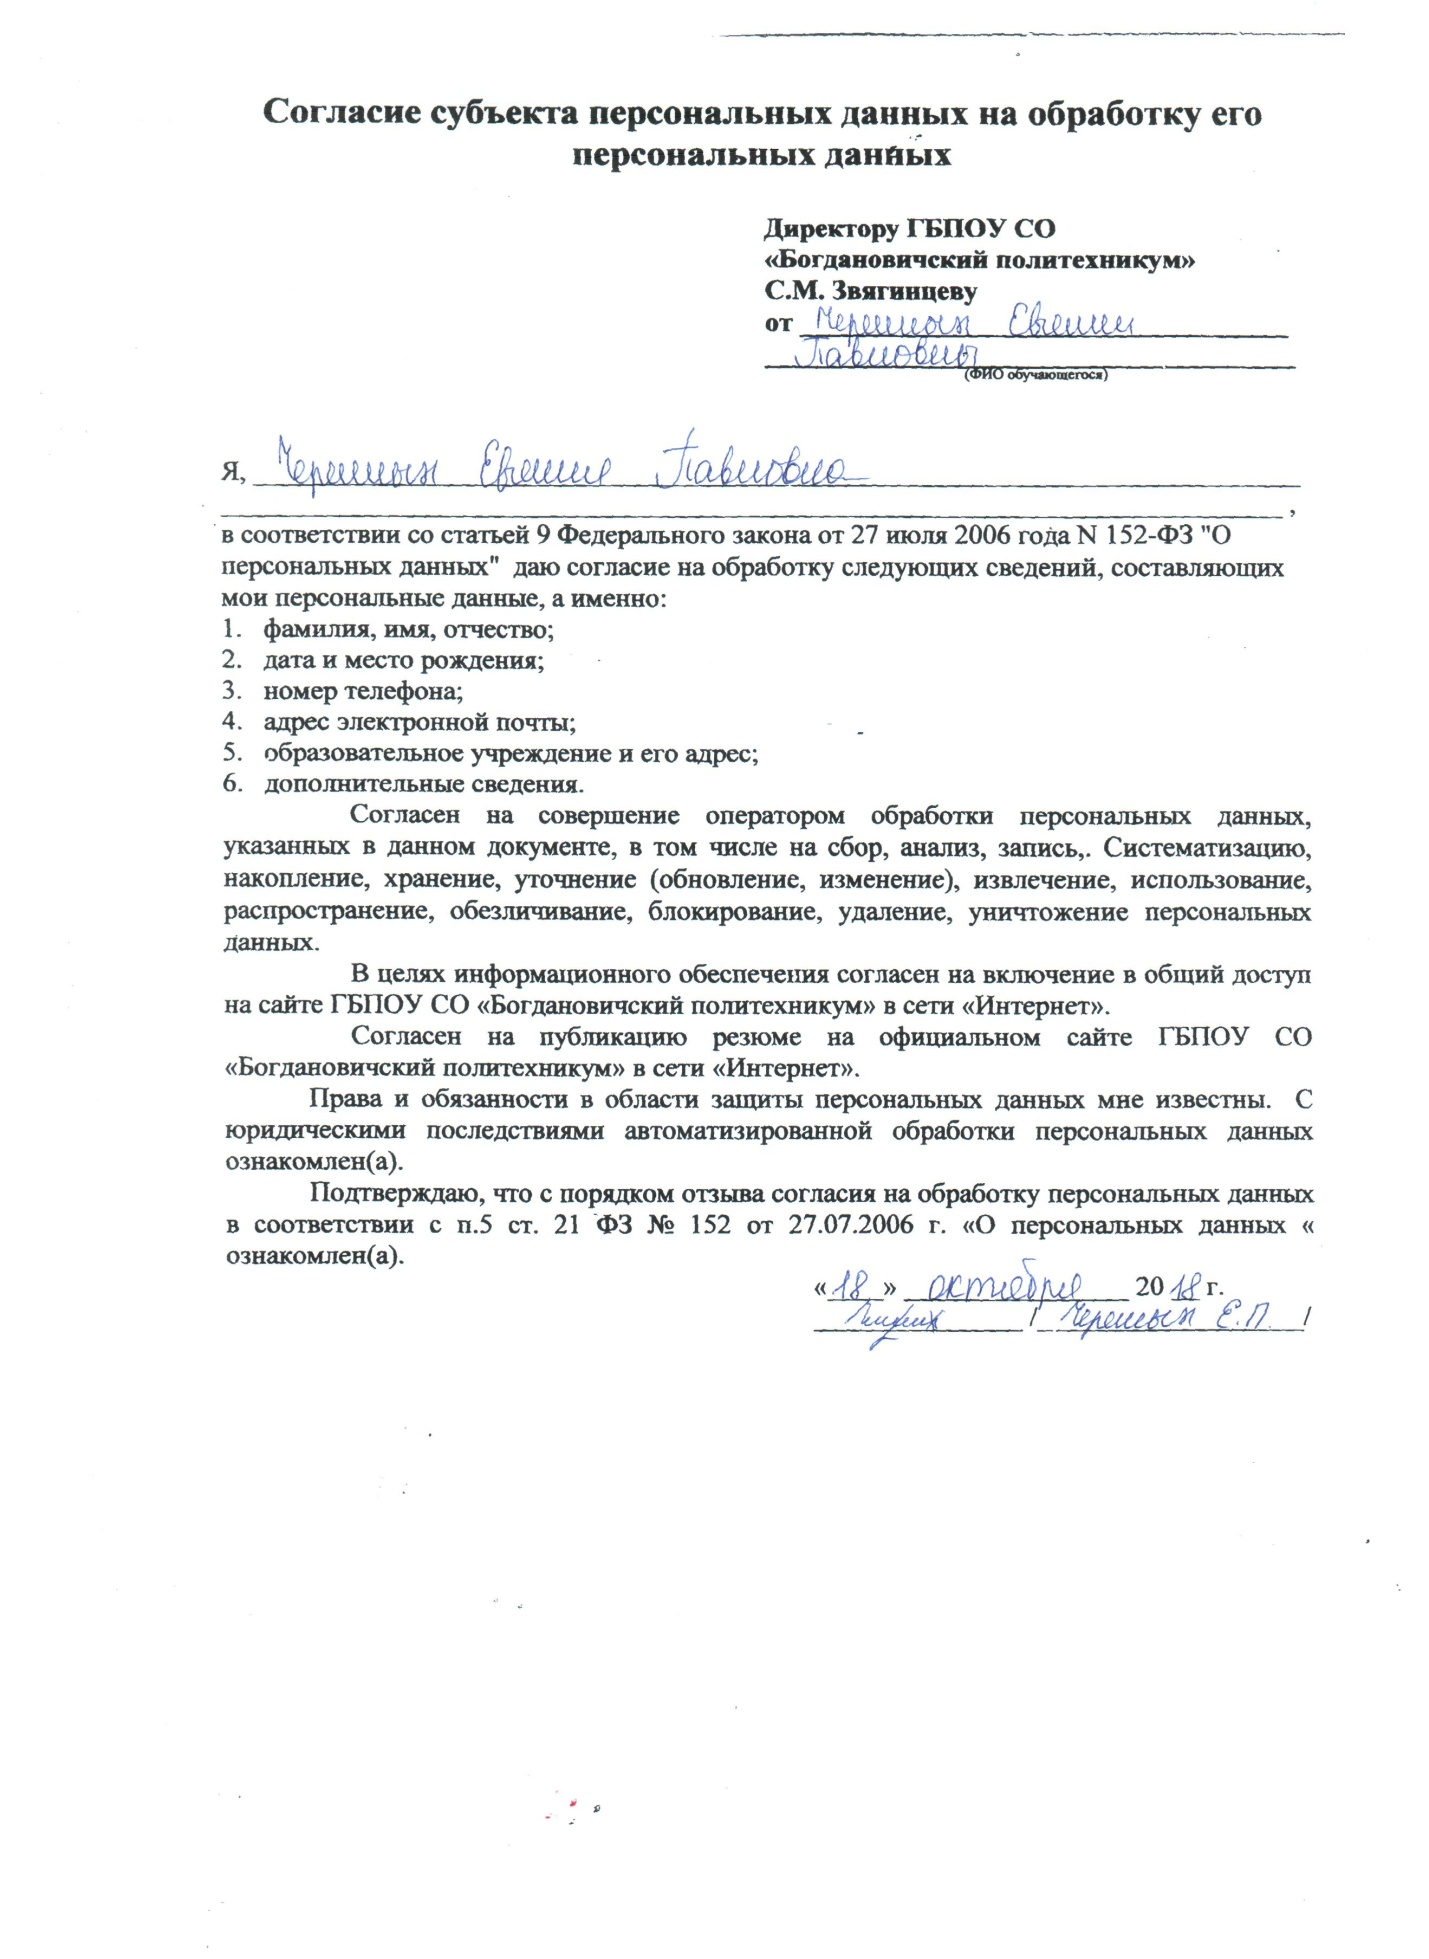 Согласие субъекта персональных данных на обработку его
персональных данных
Директору ГБПОУ СО
«Богдановичский политехникум»
С.М. Звягинцеву
от Черемных Евгении
Павловны
(ФИО обучающегося)
Я, Черемных Евгения Павловна
,
в соответствии со статьей 9 Федерального закона от 27 июля 2006 года N 152-ФЗ "О
персональных данных" даю согласие на обработку следующих сведений, составляющих
мои персональные данные, а именно:
1. фамилия, имя, отчество;
2. дата и место рождения;
3. номер телефона;
4. адрес электронной почты;
5. образовательное учреждение и его адрес;
6. дополнительные сведения.
Согласен на совершение оператором обработки персональных данных,
указанных в данном документе, в том числе на сбор, анализ, запись,. Систематизацию,
накопление, хранение, уточнение (обновление, изменение), извлечение, использование,
распространение, обезличивание, блокирование, удаление, уничтожение персональных
данных.
В целях информационного обеспечения согласен на включение в общий доступ
на сайте ГБПОУ СО «Богдановичский политехникум» в сети «Интернет».
Согласен на публикацию резюме на официальном сайте ГБПОУ СО
«Богдановичский политехникум» в сети «Интернет».
Права и обязанности в области защиты персональных данных мне известны. С
юридическими последствиями автоматизированной обработки персональных данных
ознакомлен(а).
Подтверждаю, что с порядком отзыва согласия на обработку персональных данных
в соответствии с п.5 ст. 21 ФЗ № 152 от 27.07.2006 г. «О персональных данных «
ознакомлен(а).
«18» октября 2018 г.
/ Черемных Е.П. /